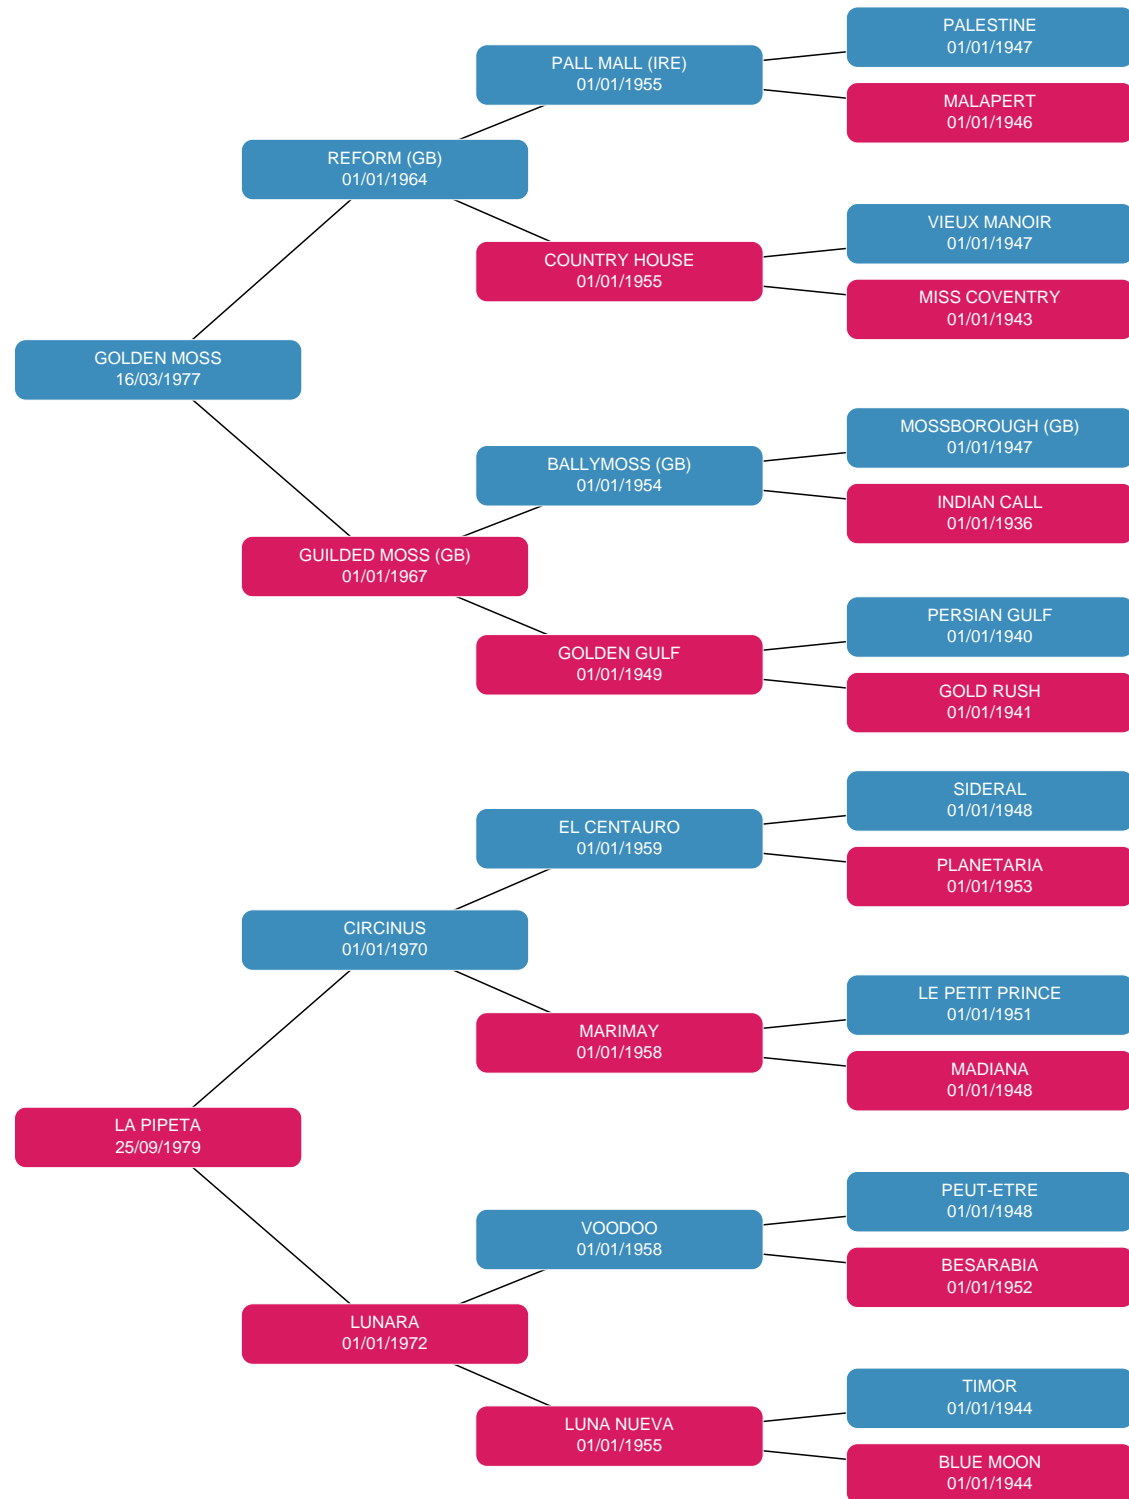 PALESTINE
01/01/1947
PALL MALL (IRE)
01/01/1955
MALAPERT
01/01/1946
REFORM (GB)
01/01/1964
VIEUX MANOIR
01/01/1947
COUNTRY HOUSE
01/01/1955
MISS COVENTRY
01/01/1943
GOLDEN MOSS
16/03/1977
MOSSBOROUGH (GB)
01/01/1947
BALLYMOSS (GB)
01/01/1954
INDIAN CALL
01/01/1936
GUILDED MOSS (GB)
01/01/1967
PERSIAN GULF
01/01/1940
GOLDEN GULF
01/01/1949
GOLD RUSH
01/01/1941
SIDERAL
01/01/1948
EL CENTAURO
01/01/1959
PLANETARIA
01/01/1953
CIRCINUS
01/01/1970
LE PETIT PRINCE
01/01/1951
MARIMAY
01/01/1958
MADIANA
01/01/1948
LA PIPETA
25/09/1979
PEUT-ETRE
01/01/1948
VOODOO
01/01/1958
BESARABIA
01/01/1952
LUNARA
01/01/1972
TIMOR
01/01/1944
LUNA NUEVA
01/01/1955
BLUE MOON
01/01/1944